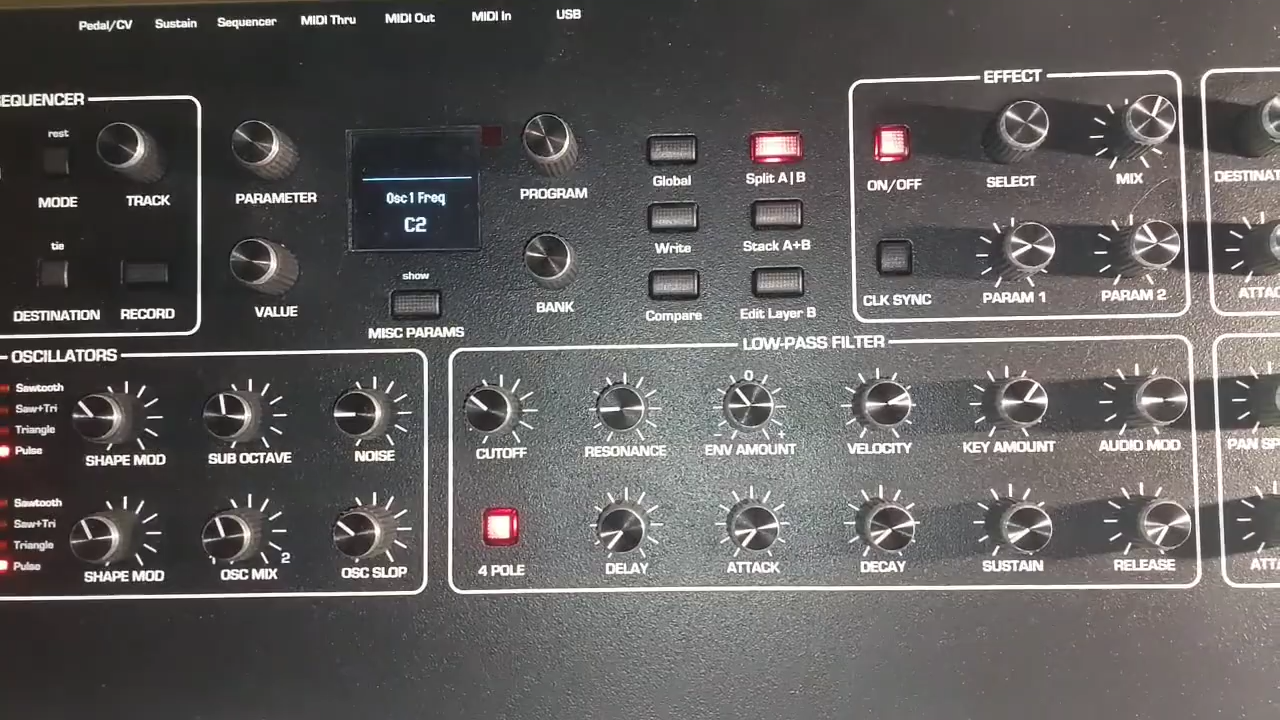 Pedal/CV Sustain Sequencer MIDI Thru MIDI Out MIDI In USB
EQUENCER
rest
MODE TRACK
tie
DESTINATION RECORD
PARAMETER
VALUE
Osc1 Freq
C2
show
MISC PARAMS
PROGRAM
BANK
Global Split A|B
Write Stack A+B
Compare Edit Layer B
EFFECT
ON/OFF SELECT MIX
CLK SYNC PARAM 1 PARAM 2
DESTINAT
ATTAC
OSCILLATORS
Sawtooth
Saw+Tri
Triangle
Pulse
SHAPE MOD SUB OCTAVE NOISE
Sawtooth
Saw+Tri
Triangle
Pulse
1 2
SHAPE MOD OSC MIX OSC SLOP
LOW-PASS FILTER
0
CUTOFF RESONANCE ENV AMOUNT VELOCITY KEY AMOUNT AUDIO MOD
4 POLE DELAY ATTACK DECAY SUSTAIN RELEASE
PAN SP
ATTA